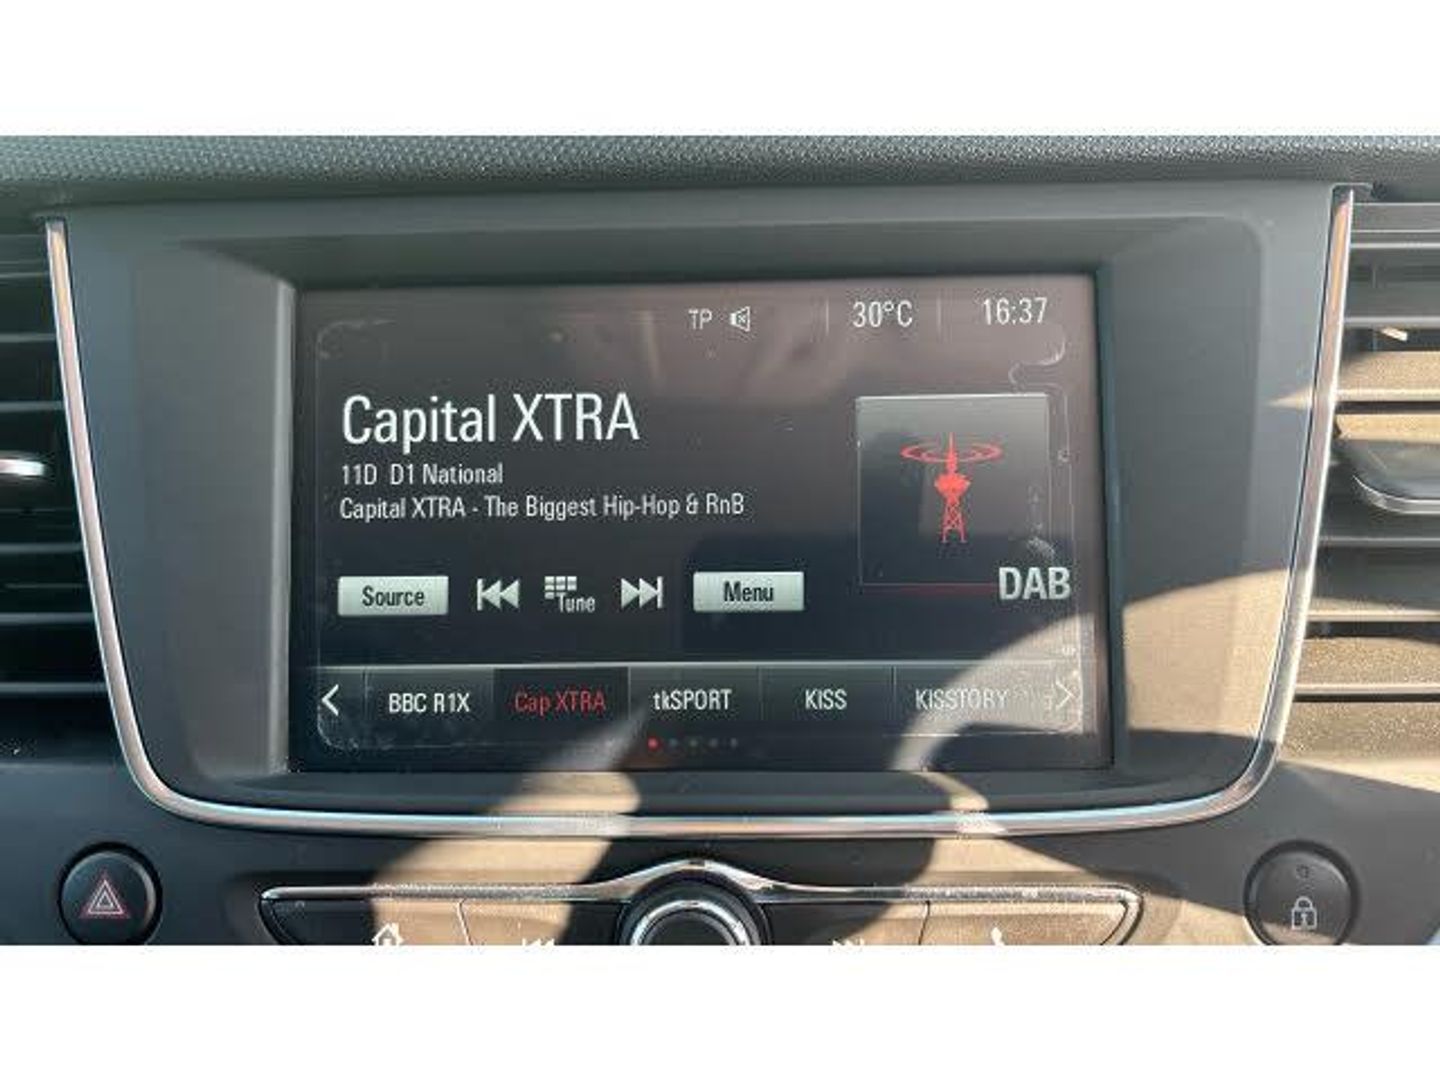 TP 30°C 16:37
Capital XTRA
11D D1 National
Capital XTRA - The Biggest Hip-Hop & RnB
DAB
Source Tune Menu
BBC R1X Cap XTRA tkSPORT KISS KISSTORY